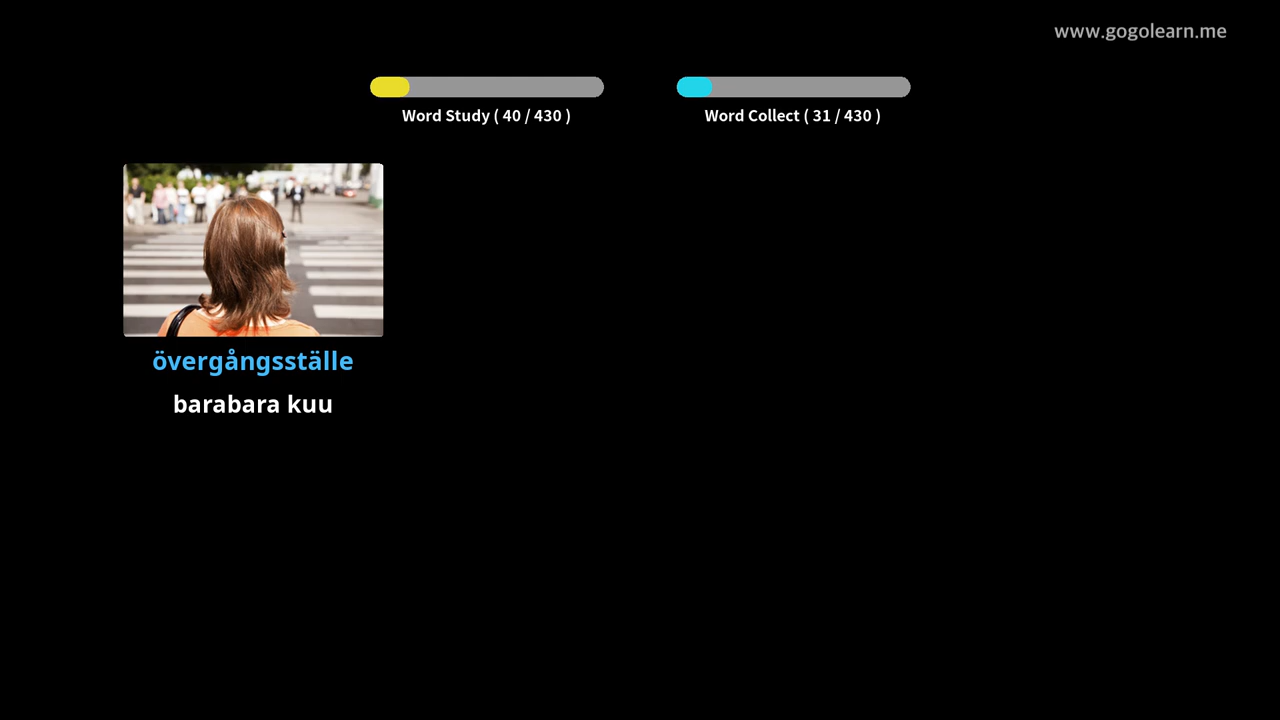 www.gogolearn.me
Word Study ( 40 / 430 )
Word Collect ( 31 / 430 )
övergångsställe
barabara kuu